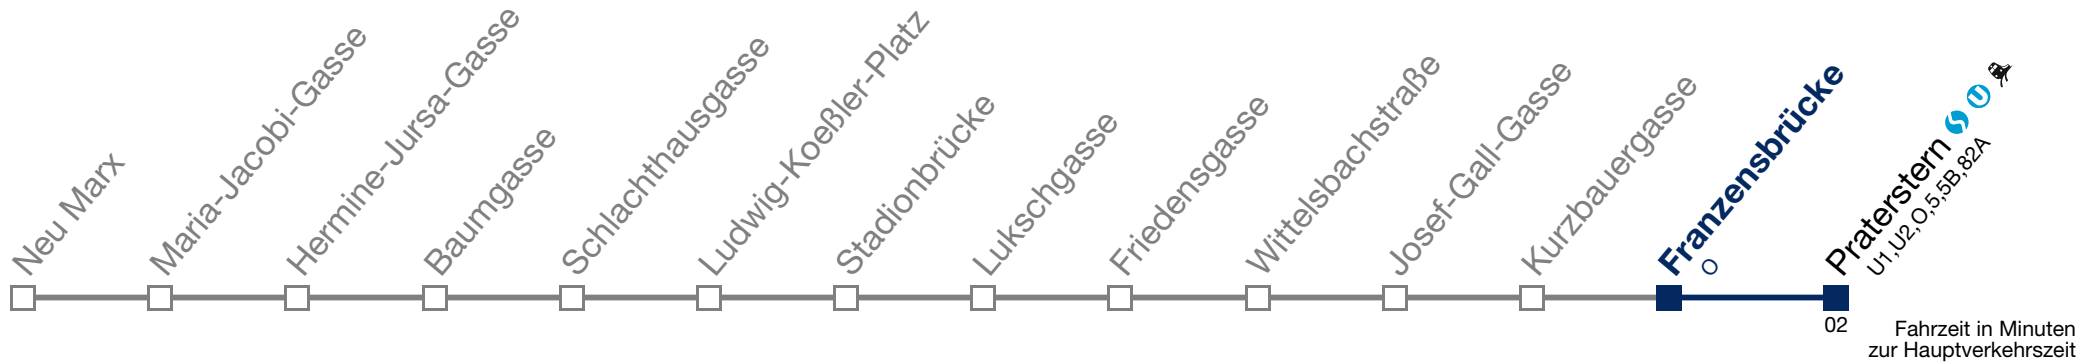 Neu Marx
Maria-Jacobi-Gasse
Hermine-Jursa-Gasse
Baumgasse
Schlachthausgasse
Ludwig-Koeßler-Platz
Stadionbrücke
Lukschgasse
Friedensgasse
Wittelsbachstraße
Josef-Gall-Gasse
Kurzbauergasse
Franzensbrücke
O
Praterstern S U
U1,U2,O,5,5B,82A
02
Fahrzeit in Minuten
zur Hauptverkehrszeit